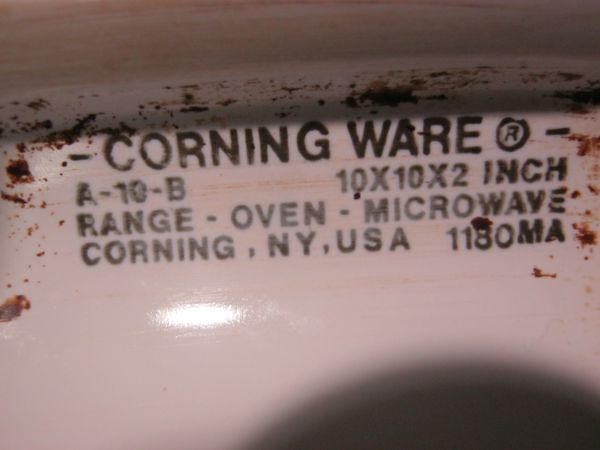 - CORNING WARE ® -
A-10-B 10X10X2 INCH
RANGE - OVEN - MICROWAVE
CORNING , NY, USA 1180MA